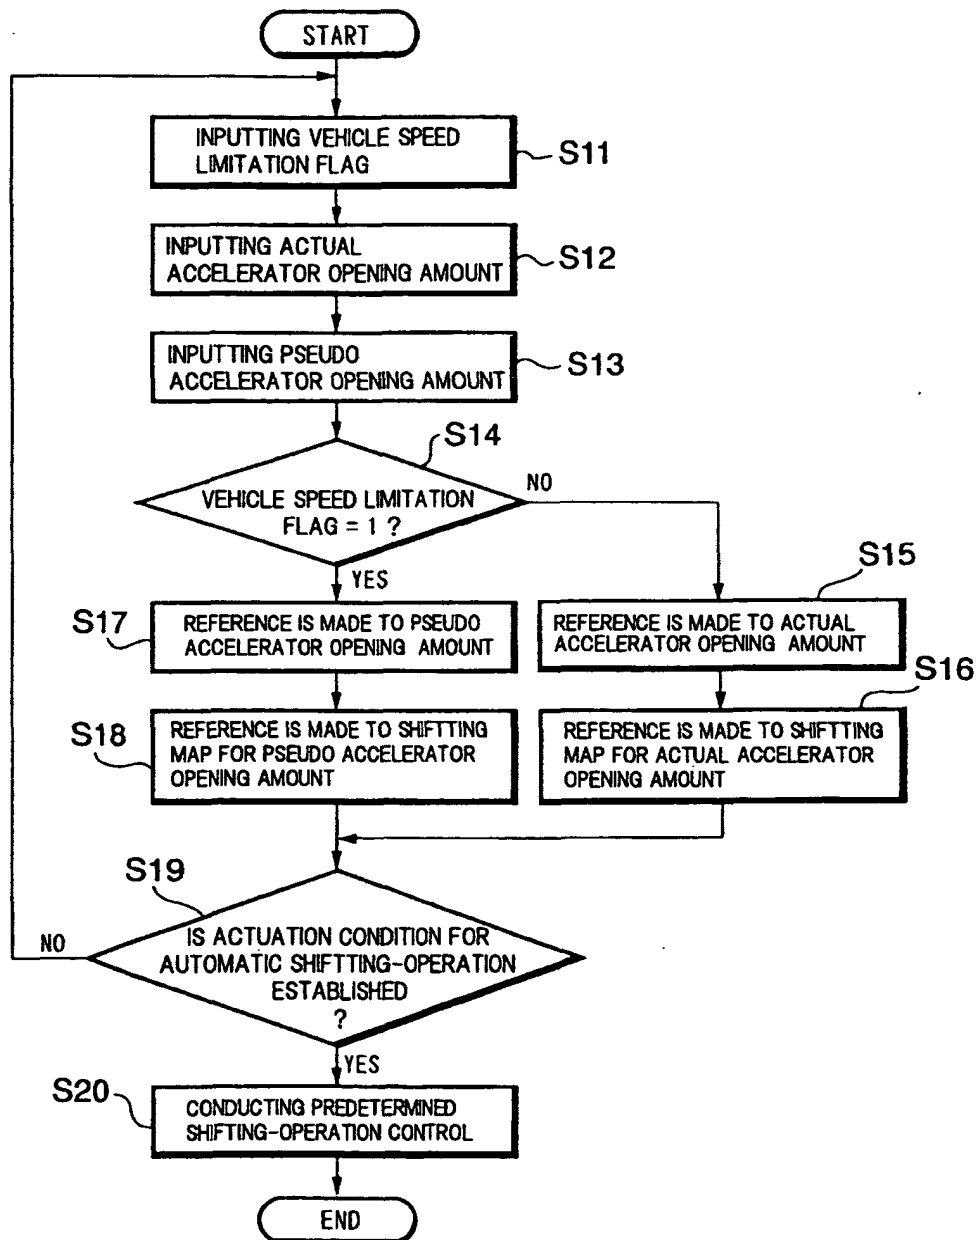 START
INPUTTING VEHICLE SPEED
LIMITATION FLAG
S11
INPUTTING ACTUAL
ACCELERATOR OPENING AMOUNT
S12
INPUTTING PSEUDO
ACCELERATOR OPENING AMOUNT
S13
S14
VEHICLE SPEED LIMITATION
FLAG = 1 ?
NO
YES
S15
S17
REFERENCE IS MADE TO PSEUDO
ACCELERATOR OPENING AMOUNT
REFERENCE IS MADE TO ACTUAL
ACCELERATOR OPENING AMOUNT
S16
S18
REFERENCE IS MADE TO SHIFTTING
MAP FOR PSEUDO ACCELERATOR
OPENING AMOUNT
REFERENCE IS MADE TO SHIFTTING
MAP FOR ACTUAL ACCELERATOR
OPENING AMOUNT
S19
NO
IS ACTUATION CONDITION FOR
AUTOMATIC SHIFTTING-OPERATION
ESTABLISHED
?
YES
S20
CONDUCTING PREDETERMINED
SHIFTING-OPERATION CONTROL
END